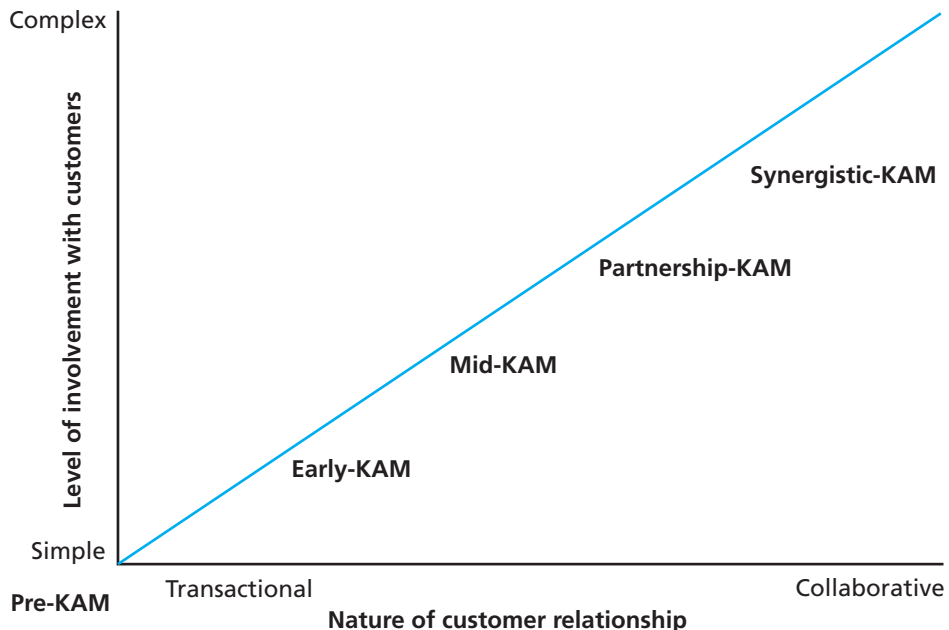 Complex
Level of involvement with customers
Synergistic-KAM
Partnership-KAM
Mid-KAM
Early-KAM
Simple
Pre-KAM
Transactional
Collaborative
Nature of customer relationship